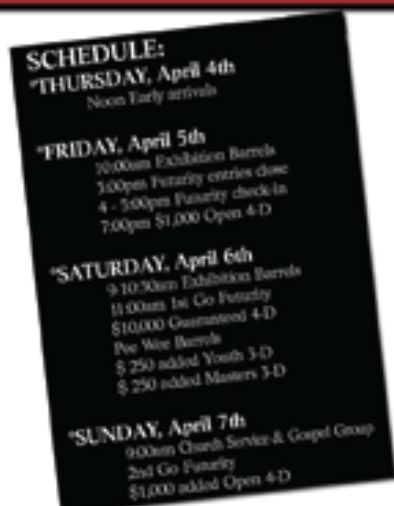 SCHEDULE:
*THURSDAY, April 4th
Noon Early arrivals
*FRIDAY, April 5th
10:00am Exhibition Barrels
3:00pm Futurity entries close
4 - 5:00pm Futurity check-in
7:00pm $1,000 Open 4-D
*SATURDAY, April 6th
9-10:30am Exhibition Barrels
11:00am 1st Go Futurity
$10,000 Guaranteed 4-D
Pee Wee Barrels
$ 250 added Youth 3-D
$ 250 added Masters 3-D
*SUNDAY, April 7th
9:00am Church Service & Gospel Group
2nd Go Futurity
$1,000 added Open 4-D